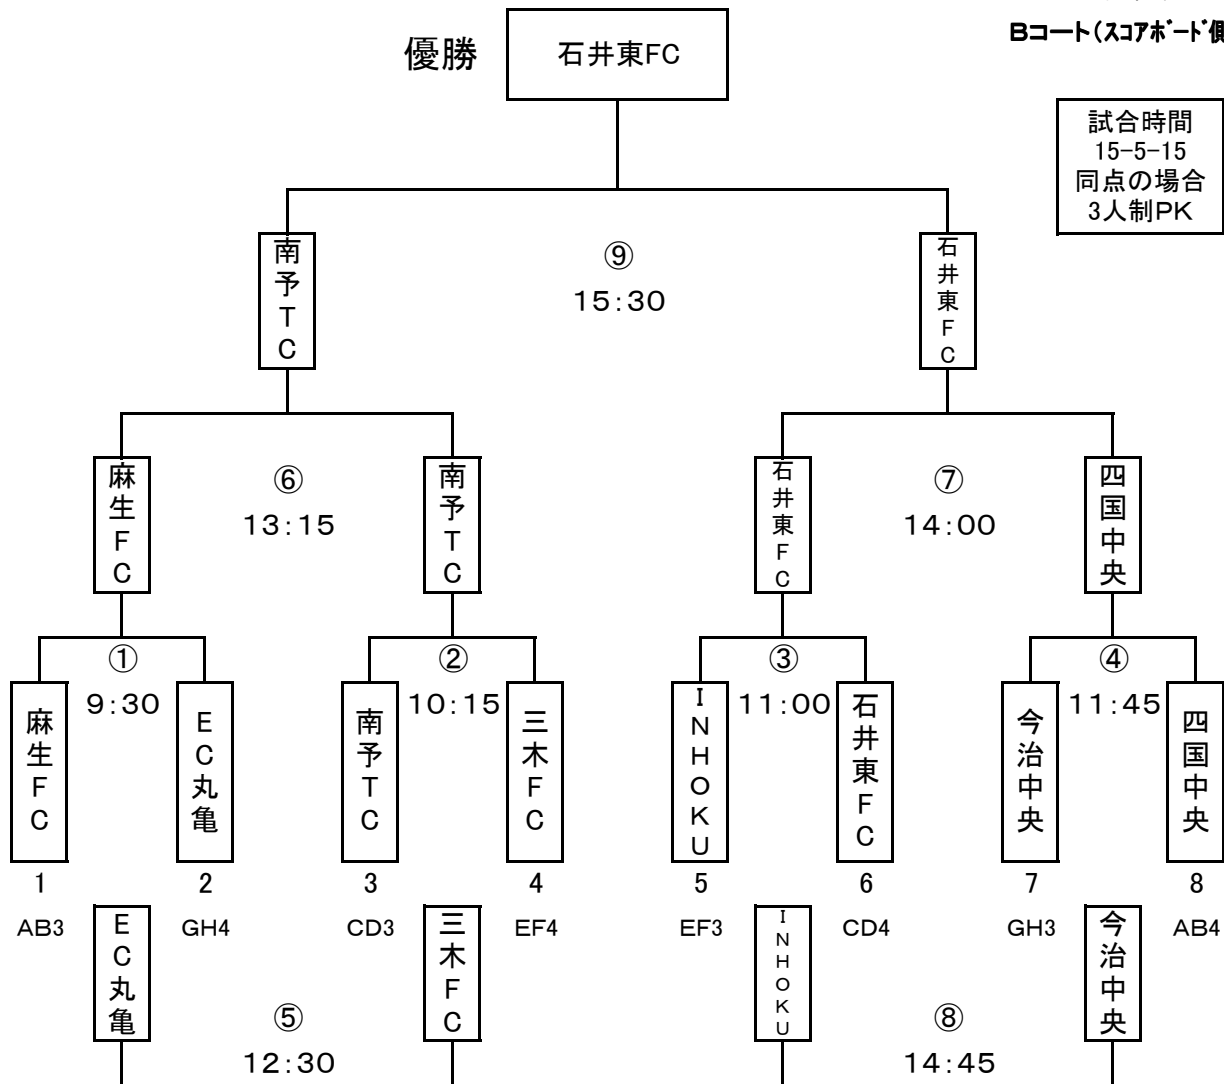 Bコート(スコアボード側
優勝
石井東FC
試合時間
15-5-15
同点の場合
3人制PK
南予TC
⑨
15:30
石井東FC
麻生FC
⑥
13:15
南予TC
石井東FC
⑦
14:00
四国中央
①
9:30
②
10:15
③
11:00
④
11:45
麻生FC
EC丸亀
南予TC
三木FC
INHOKU
石井東FC
今治中央
四国中央
1
2
3
4
5
6
7
8
AB3
GH4
CD3
EF4
EF3
CD4
GH3
AB4
EC丸亀
⑤
12:30
三木FC
INHOKU
⑧
14:45
今治中央